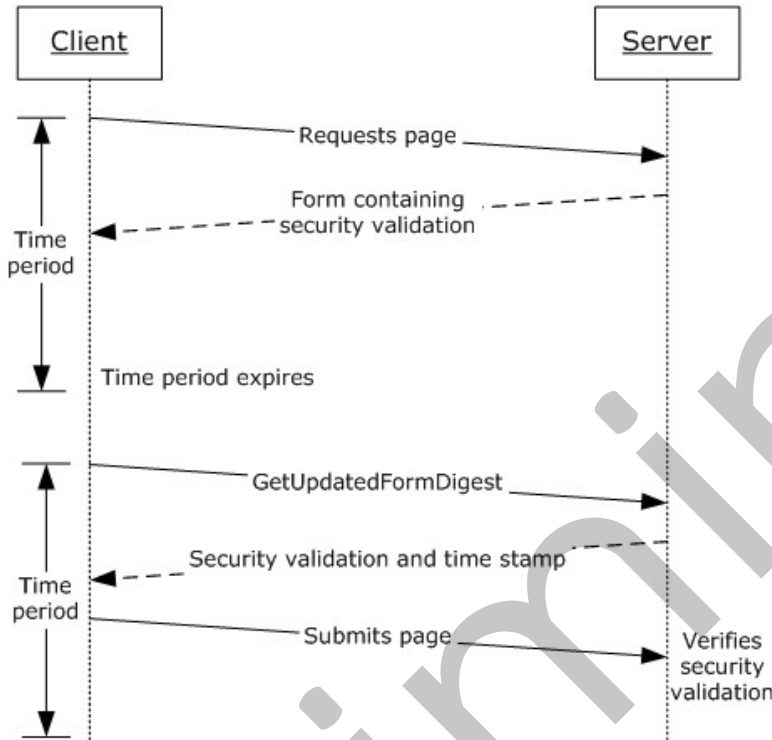 Client
Server
Requests page
Form containing
security validation
Time
period
Time period expires
GetUpdatedFormDigest
Security validation and time stamp
Time
period
Submits page
Verifies
security
validation